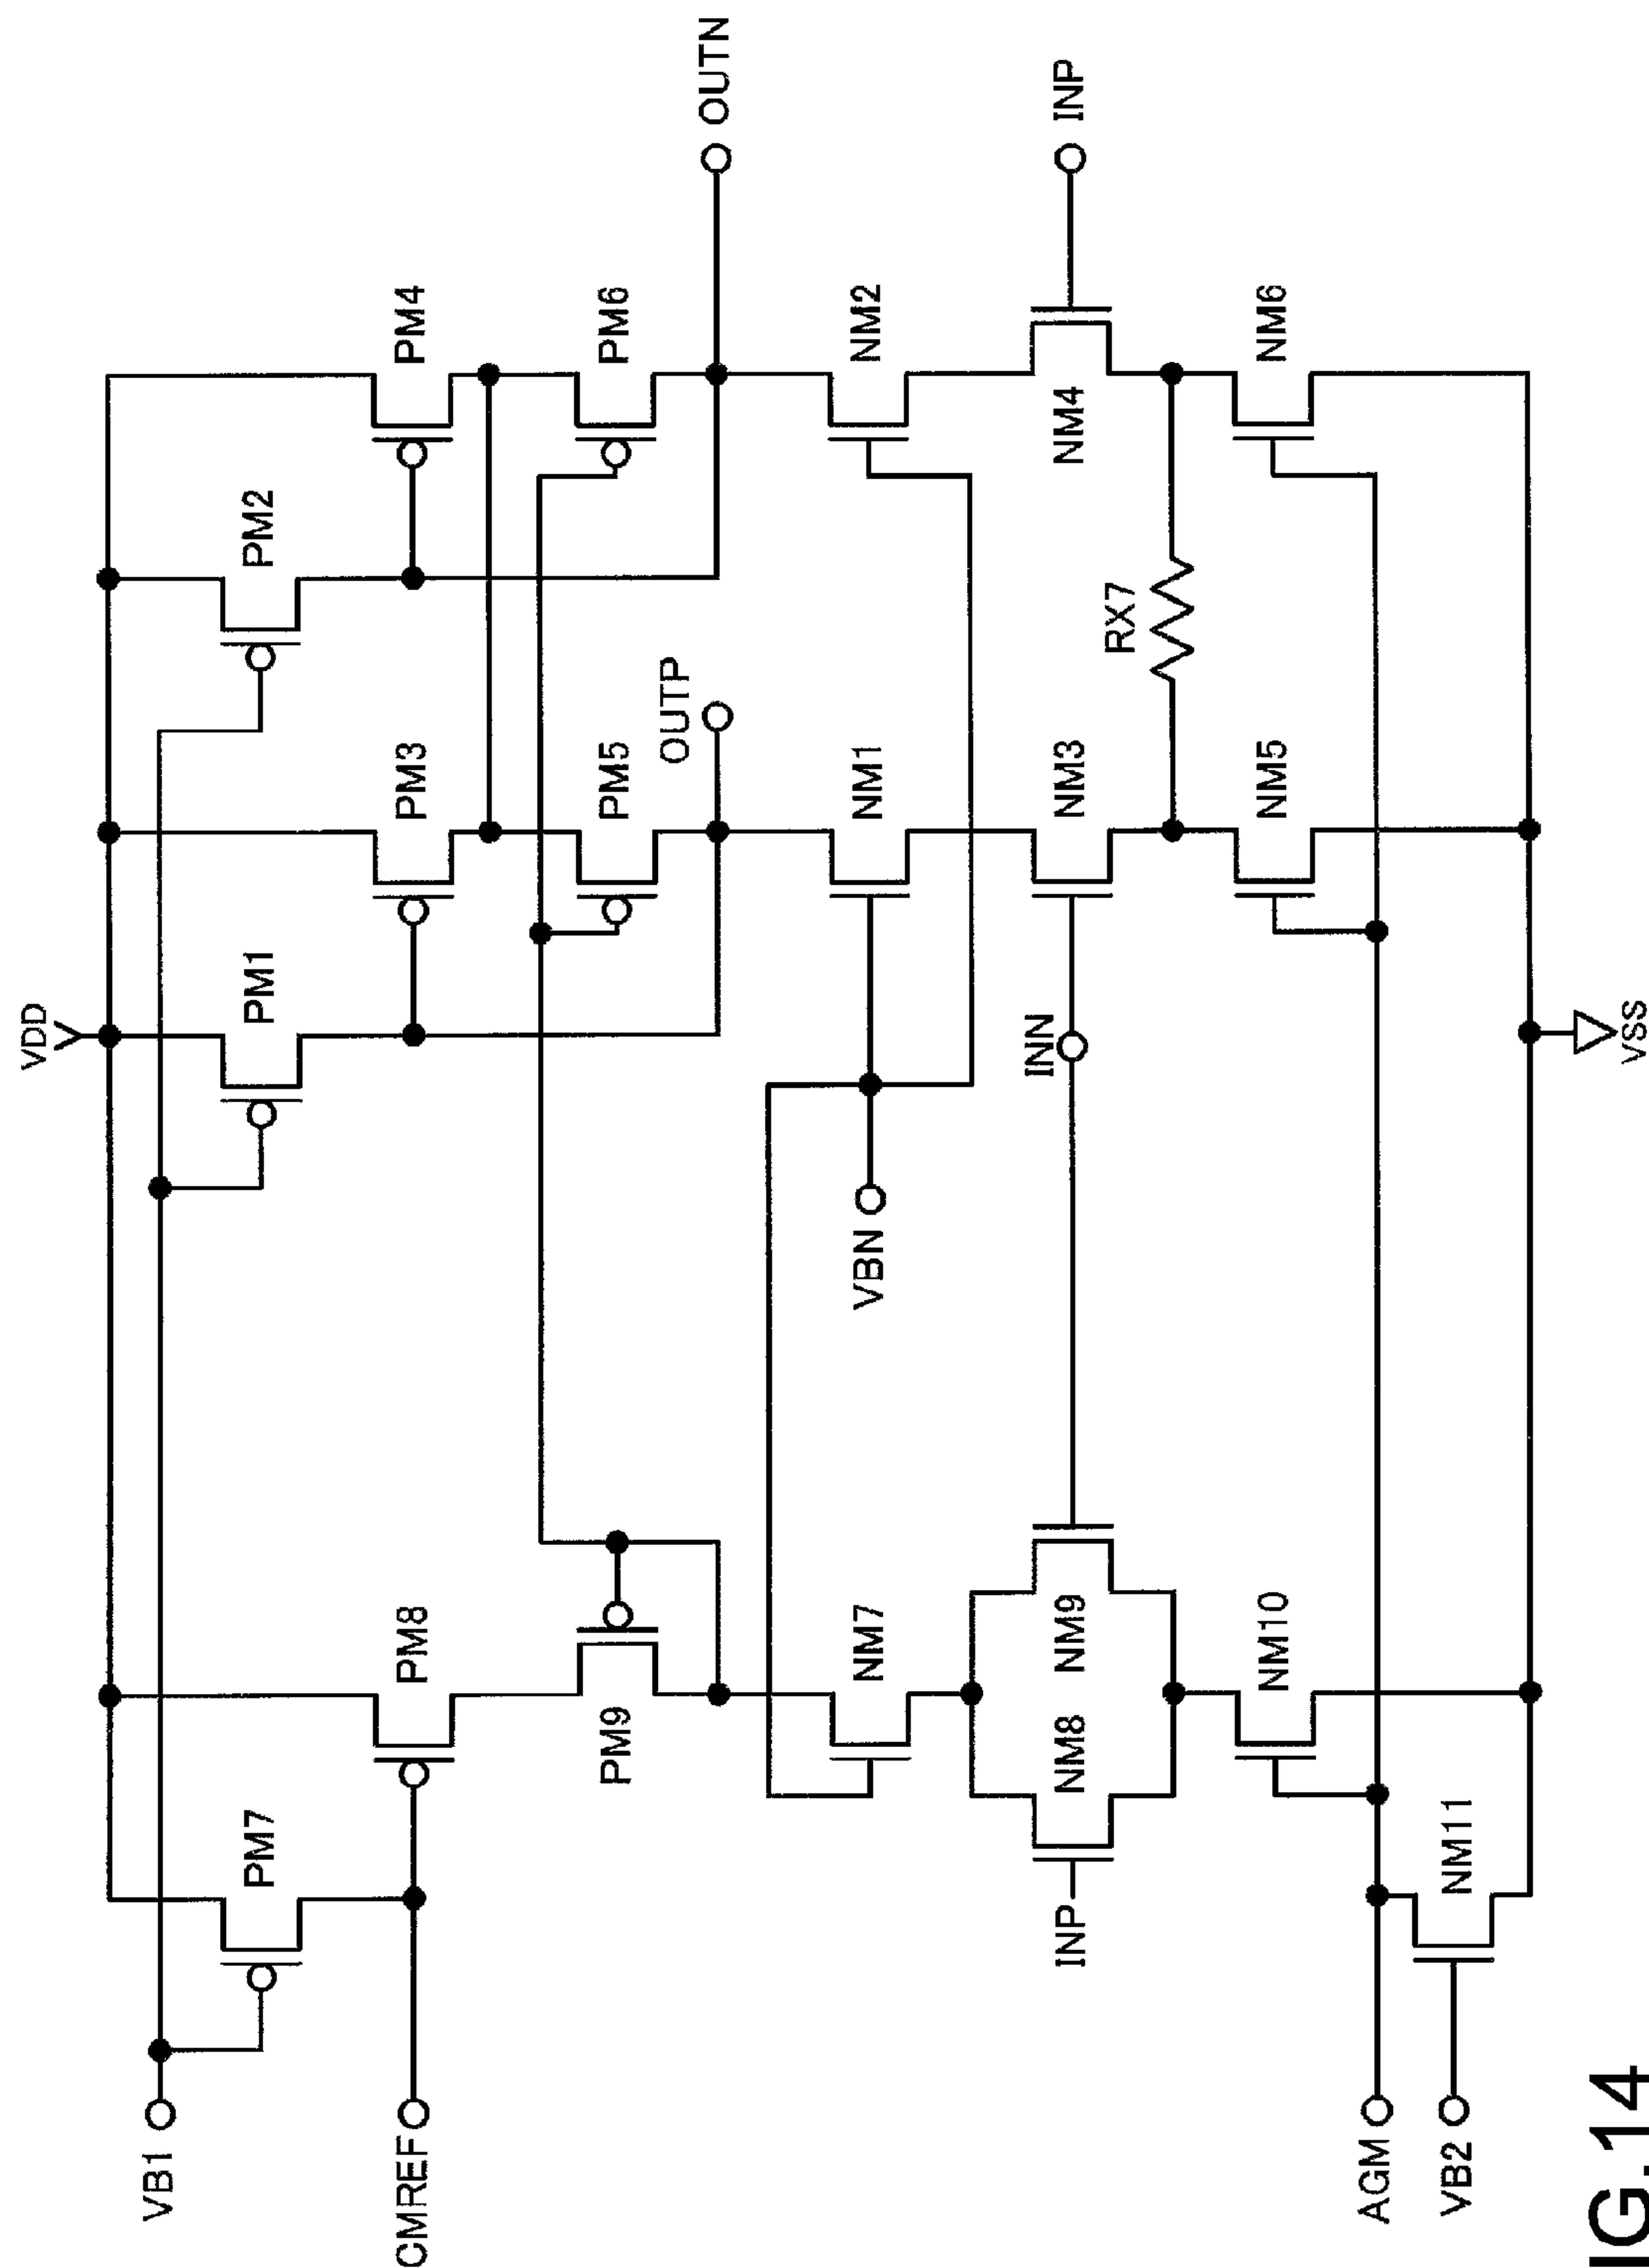 VDD
VB1
PM7
PM1
PM2
CMREF
PM8
PM3
PM4
PM9
PM5
PM6
OUTP
OUTN
VBN
NM7
NM1
NM2
INP
NM8
NM9
INN
NM3
NM4
INP
RX7
NM10
NM5
NM6
AGM
VB2
NM11
VSS
IG.14